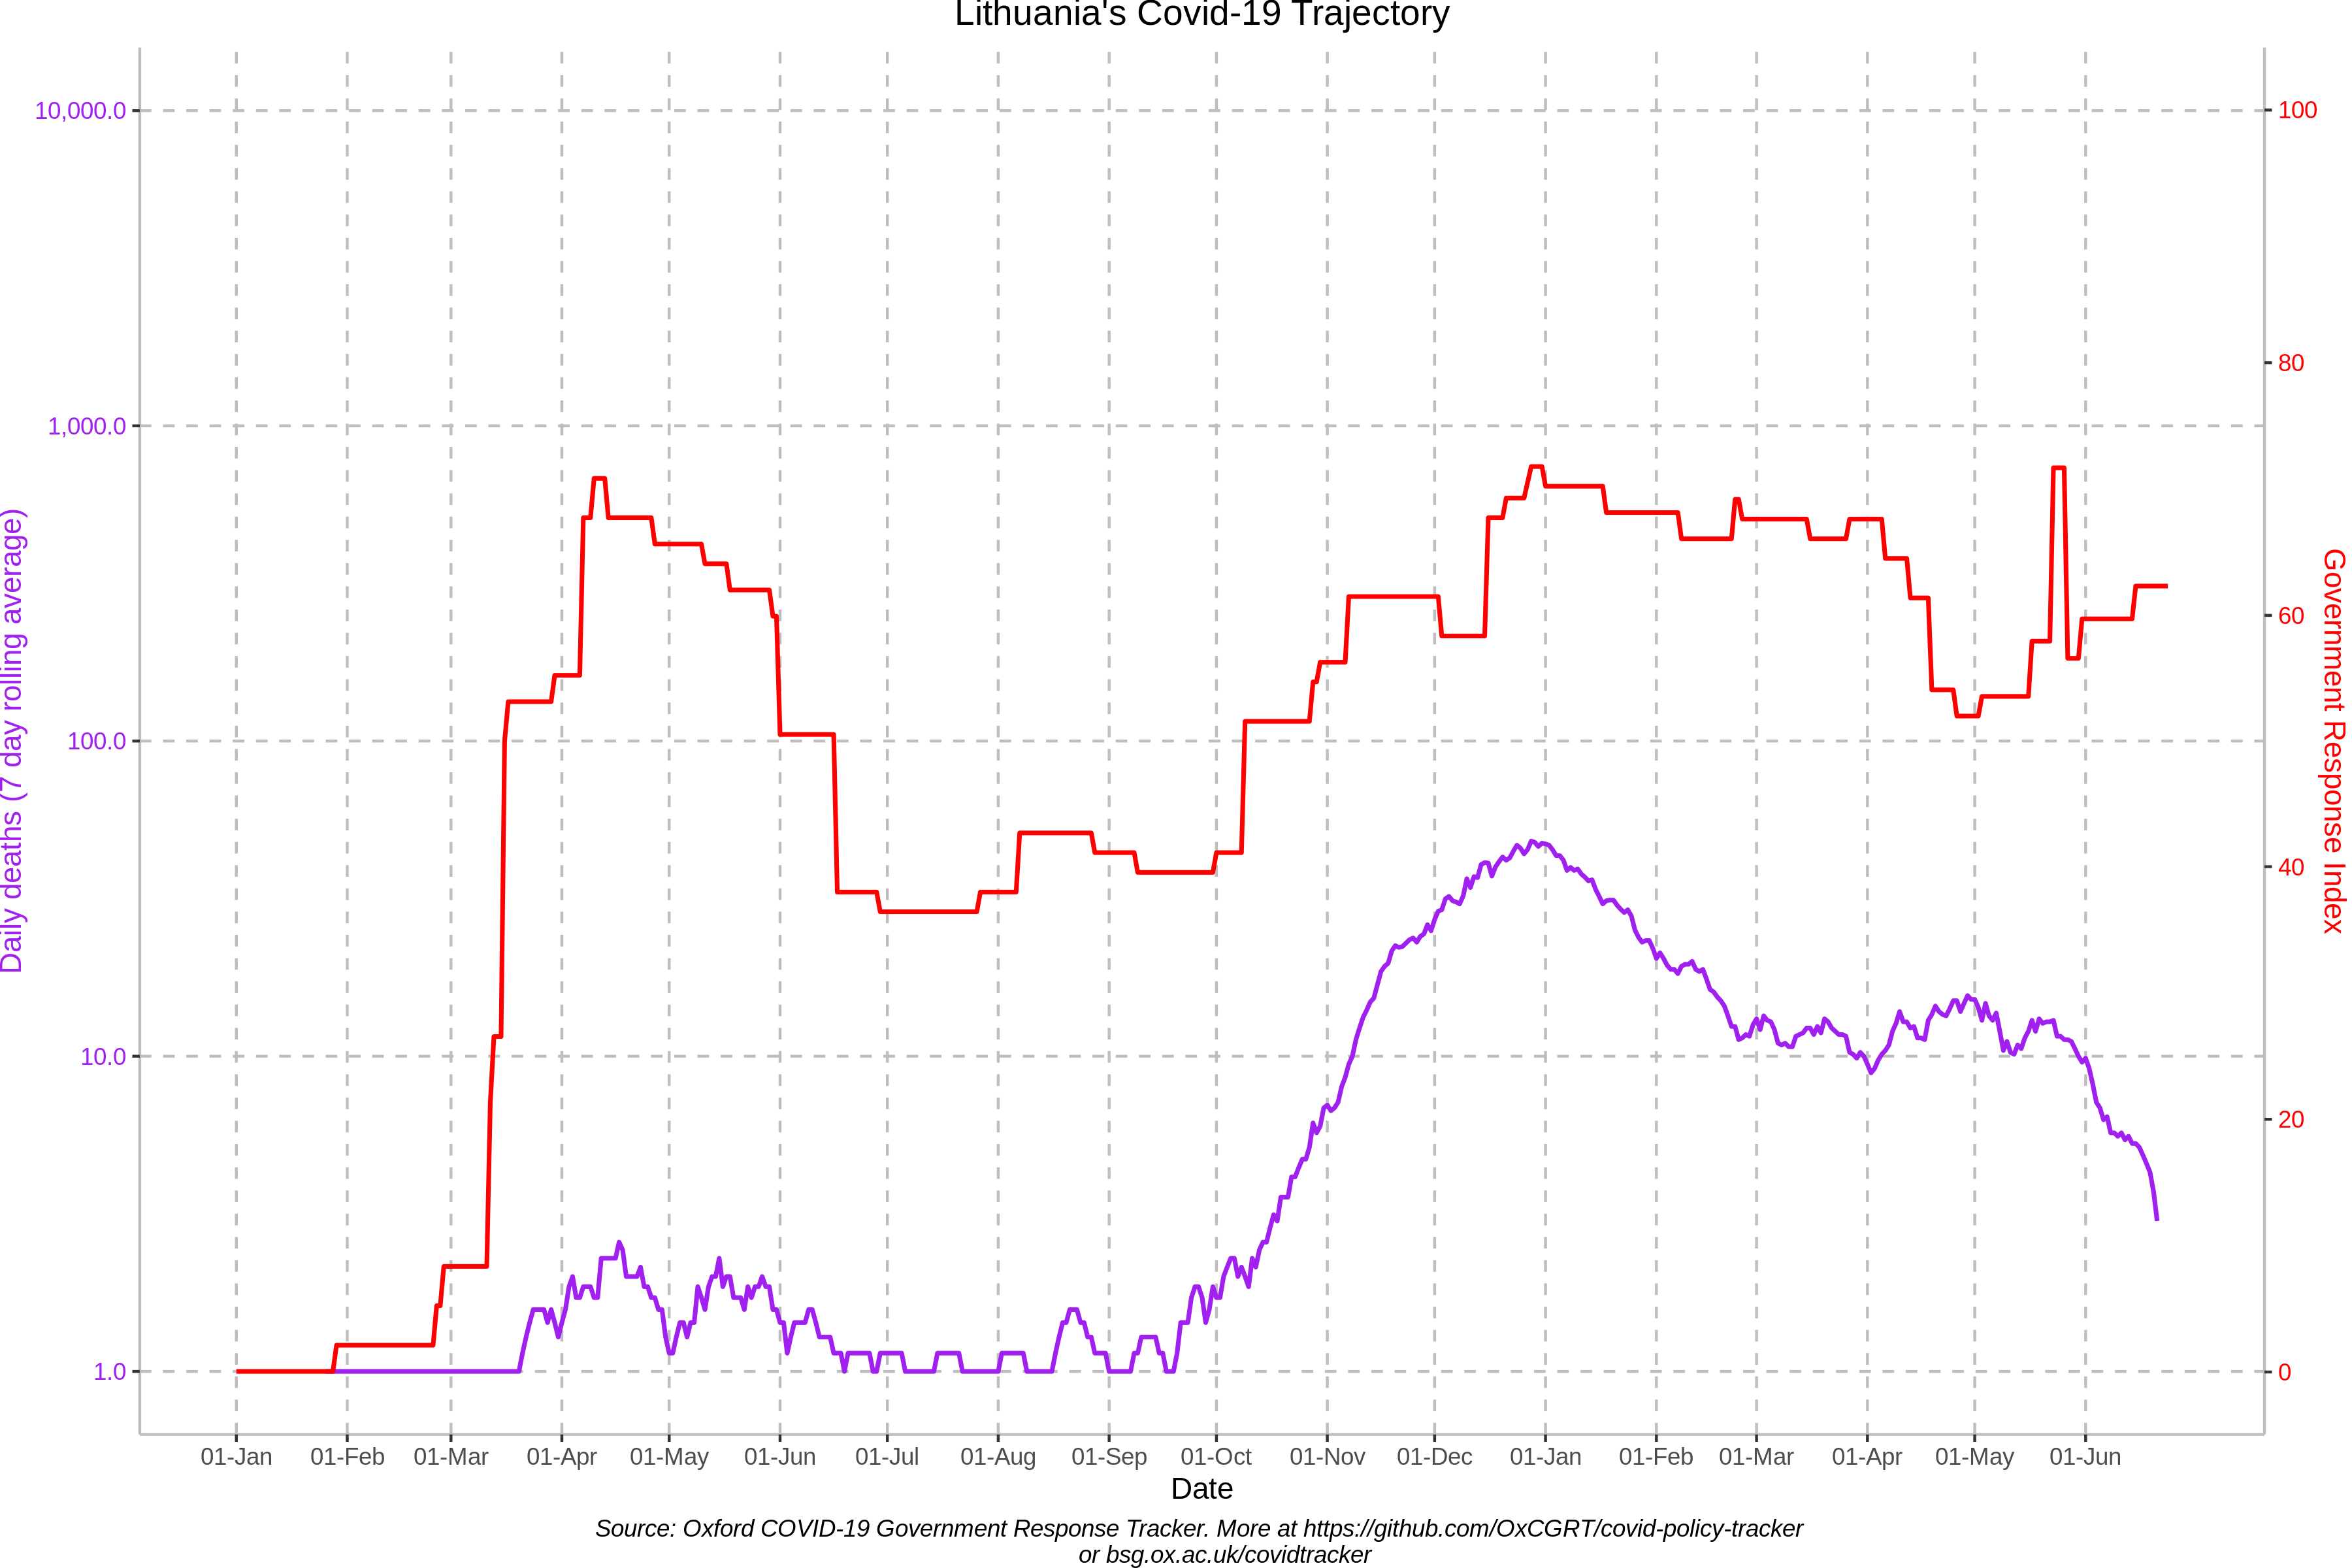 Lithuania's Covid-19 Trajectory
10,000.0
1,000.0
100.0
10.0
1.0
Daily deaths (7 day rolling average)
100
80
60
40
20
0
Government Response Index
01-Jan 01-Feb 01-Mar 01-Apr 01-May 01-Jun 01-Jul 01-Aug 01-Sep 01-Oct 01-Nov 01-Dec 01-Jan 01-Feb 01-Mar 01-Apr 01-May 01-Jun
Date
Source: Oxford COVID-19 Government Response Tracker. More at https://github.com/OxCGRT/covid-policy-tracker
or bsg.ox.ac.uk/covidtracker